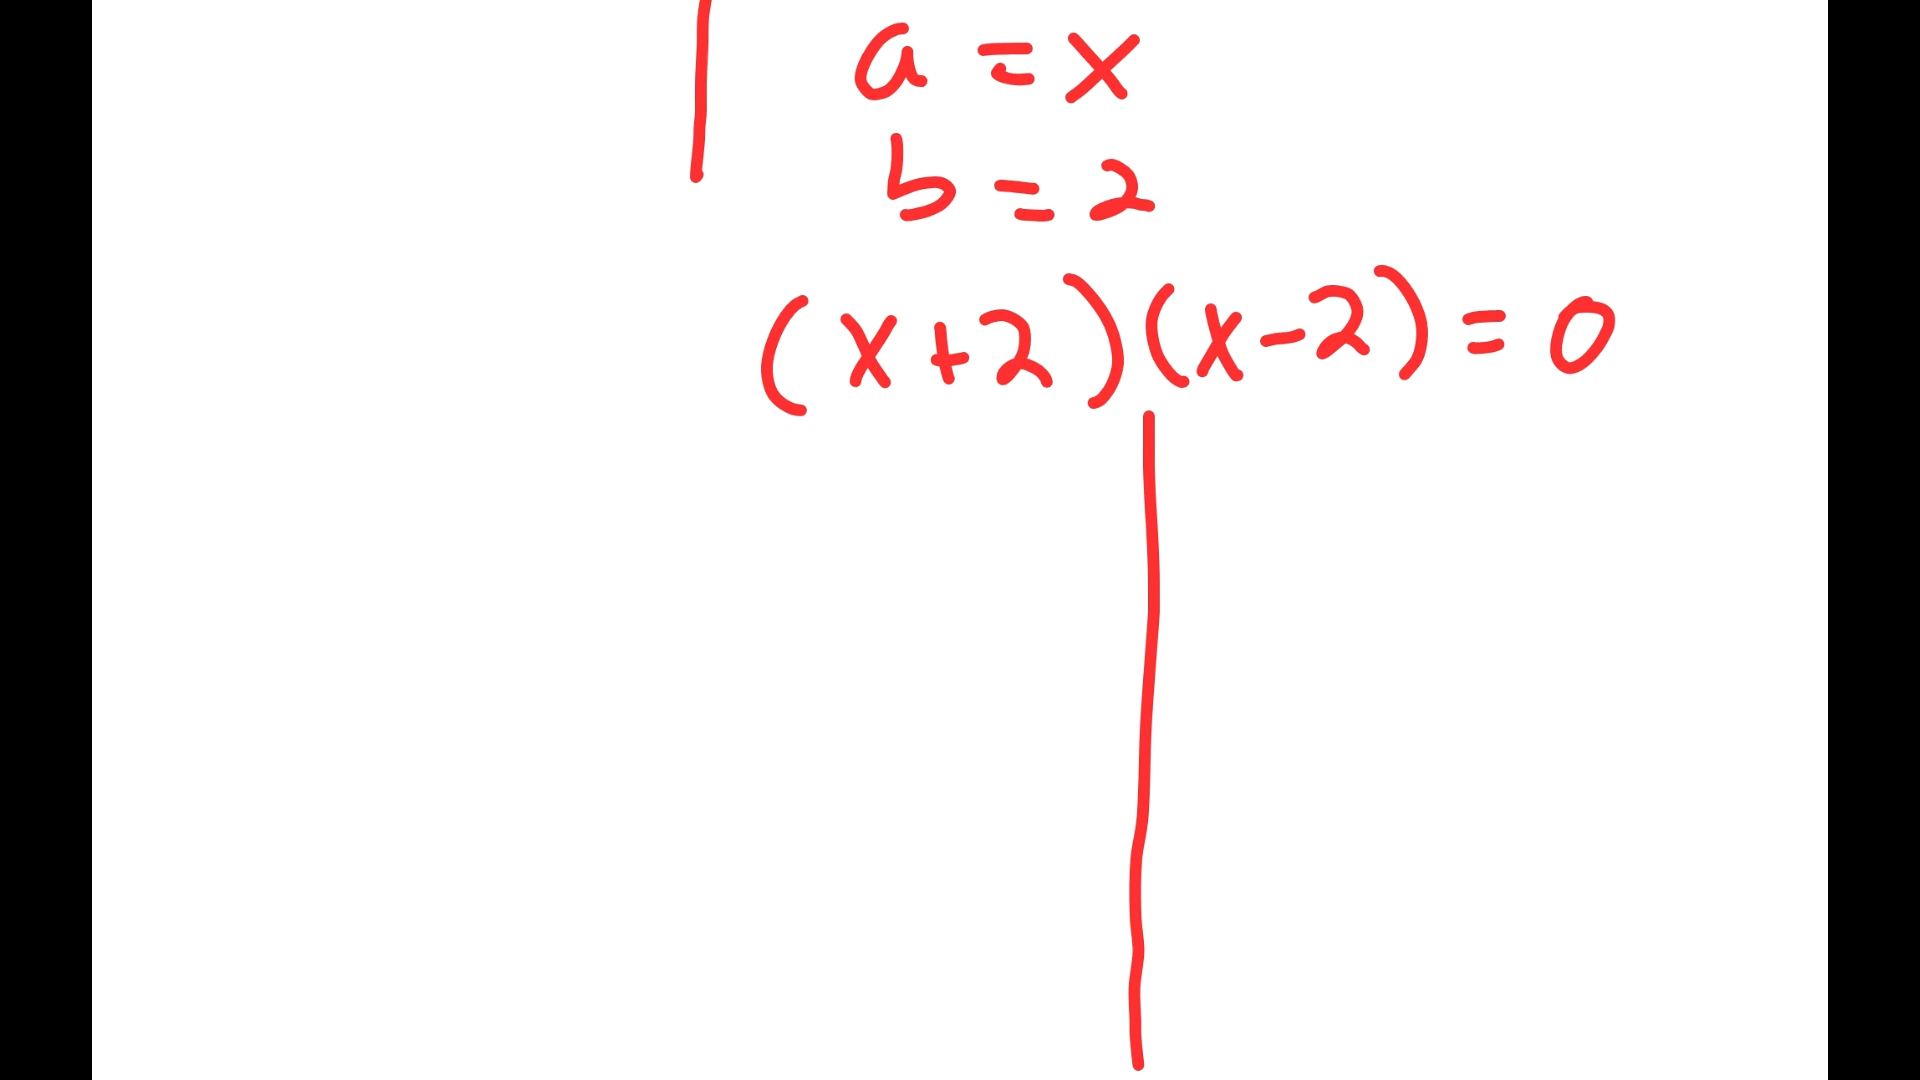 a = x
b = 2
(x+2)(x-2) = 0